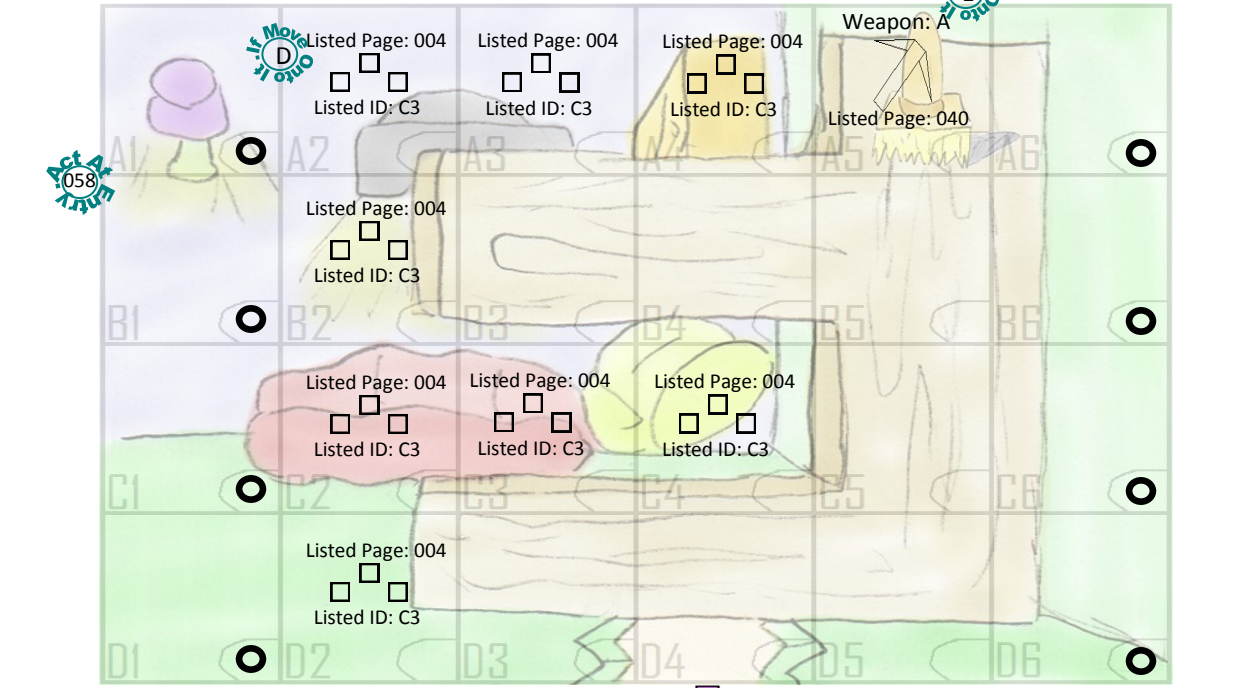 Weapon: A
If Move Onto It.
D
Listed Page: 004
Listed ID: C3
Listed Page: 004
Listed ID: C3
Listed Page: 004
Listed ID: C3
Listed Page: 040
A1
A2
A3
A4
A5
A6
Act At Entry.
058
Listed Page: 004
Listed ID: C3
B1
B2
B3
B4
B5
B6
Listed Page: 004
Listed ID: C3
Listed Page: 004
Listed ID: C3
Listed Page: 004
Listed ID: C3
C1
C2
C3
C4
C5
C6
Listed Page: 004
Listed ID: C3
D1
D2
D3
D4
D5
D6